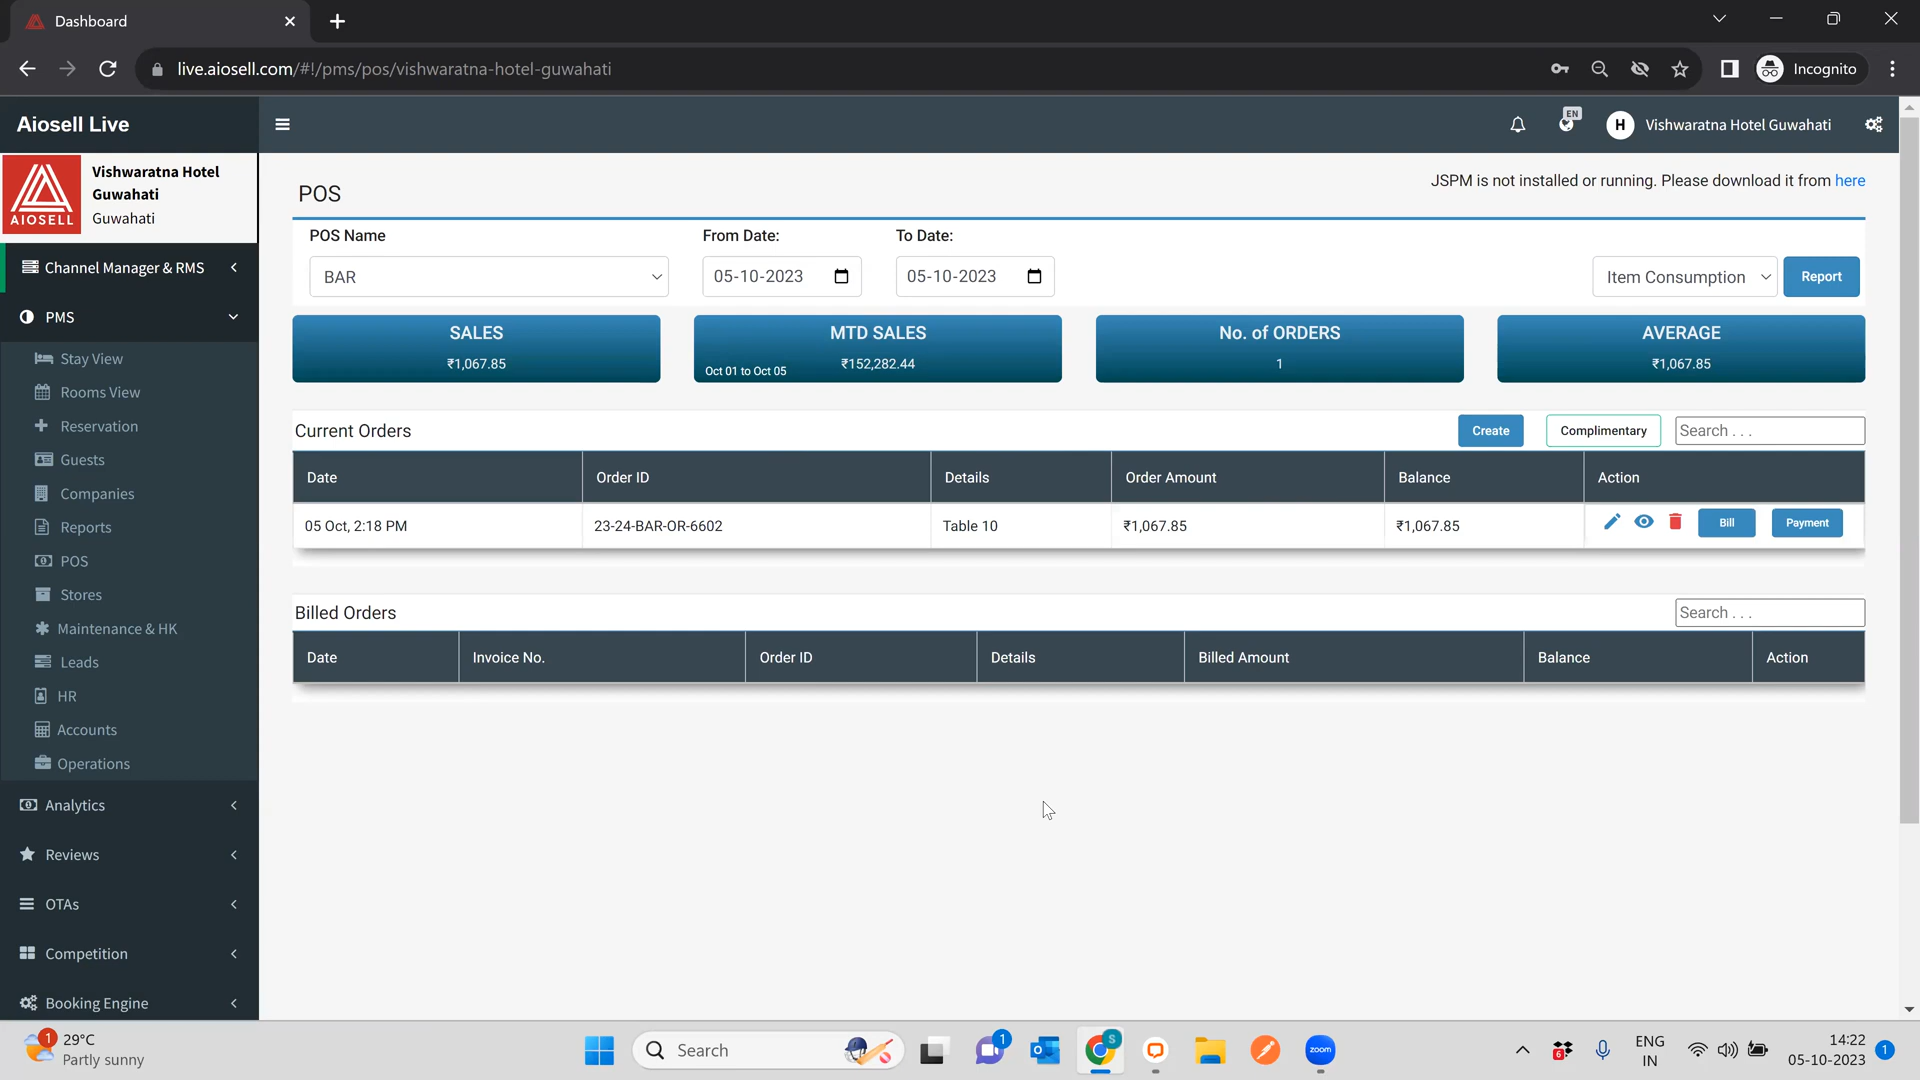 Dashboard
live.aiosell.com/#!/pms/pos/vishwaratna-hotel-guwahati
Incognito
Aiosell Live
EN
H
Vishwaratna Hotel Guwahati
AIOSELL
Vishwaratna Hotel
Guwahati
Guwahati
Channel Manager & RMS
PMS
Stay View
Rooms View
Reservation
Guests
Companies
Reports
POS
Stores
Maintenance & HK
Leads
HR
Accounts
Operations
Analytics
Reviews
OTAs
Competition
Booking Engine
POS
JSPM is not installed or running. Please download it from here
POS Name
From Date:
To Date:
BAR
05-10-2023
05-10-2023
Item Consumption
Report
SALES
₹1,067.85
MTD SALES
Oct 01 to Oct 05
₹152,282.44
No. of ORDERS
1
AVERAGE
₹1,067.85
Current Orders
Create
Complimentary
Search . . .
Date Order ID Details Order Amount Balance Action
05 Oct, 2:18 PM 23-24-BAR-OR-6602 Table 10 ₹1,067.85 ₹1,067.85 Bill Payment
Billed Orders
Search . . .
Date Invoice No. Order ID Details Billed Amount Balance Action
1
29°C
Partly sunny
Search
1
S
zoom
6
ENG
IN
14:22
05-10-2023
1